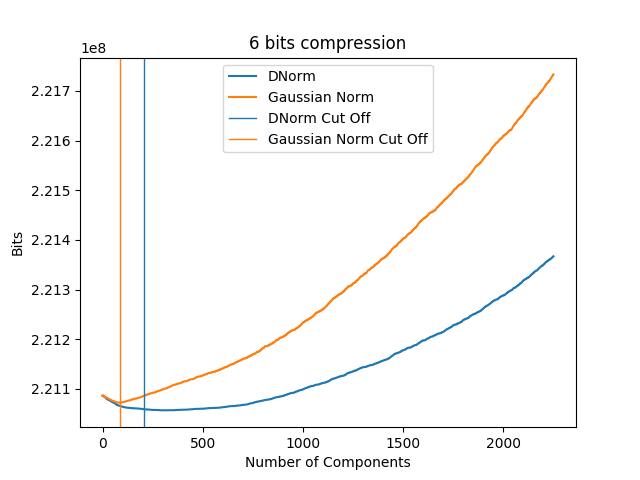 6 bits compression
1e8
DNorm
Gaussian Norm
DNorm Cut Off
Gaussian Norm Cut Off
2.217
2.216
2.215
2.214
2.213
2.212
2.211
Bits
0 500 1000 1500 2000
Number of Components